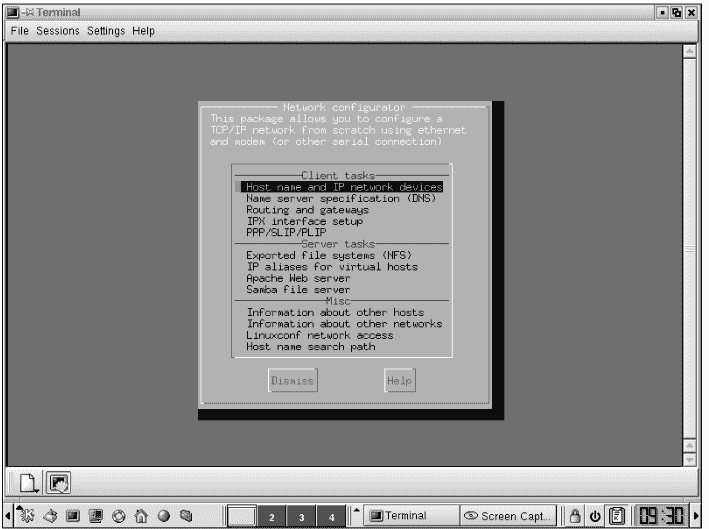 Terminal
File Sessions Settings Help
Network configurator
This package allows you to configure a
TCP/IP network from scratch using ethernet
and modem (or other serial connection)
Client tasks
Host name and IP network devices
Name server specification (DNS)
Routing and gateways
IPX interface setup
PPP/SLIP/PLIP
Server tasks
Exported file systems (NFS)
IP aliases for virtual hosts
Apache Web server
Samba file server
Misc
Information about other hosts
Information about other networks
Linuxconf network access
Host name search path
Dismiss Help
2 3 4 Terminal Screen Capt... 09:30